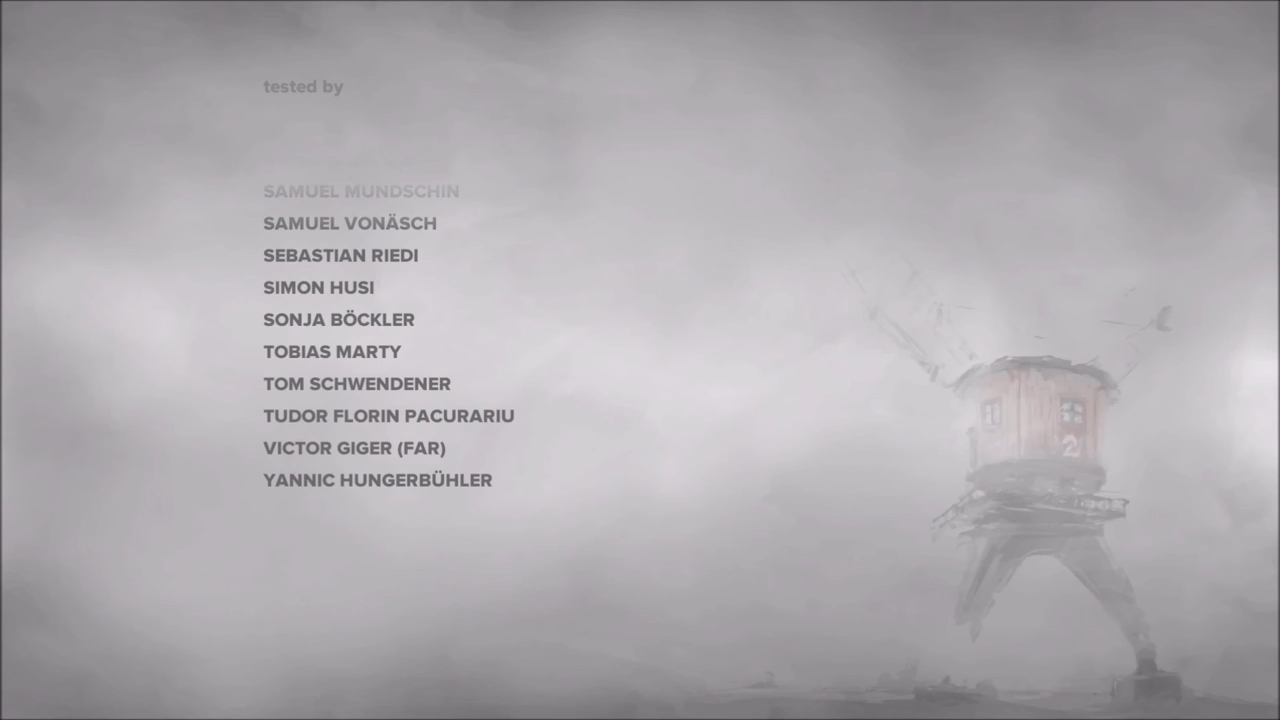 tested by
SAMUEL MUNDSCHIN
SAMUEL VONÄSCH
SEBASTIAN RIEDI
SIMON HUSI
SONJA BÖCKLER
TOBIAS MARTY
TOM SCHWENDENER
TUDOR FLORIN PACURARIU
VICTOR GIGER (FAR)
YANNIC HUNGERBÜHLER
2